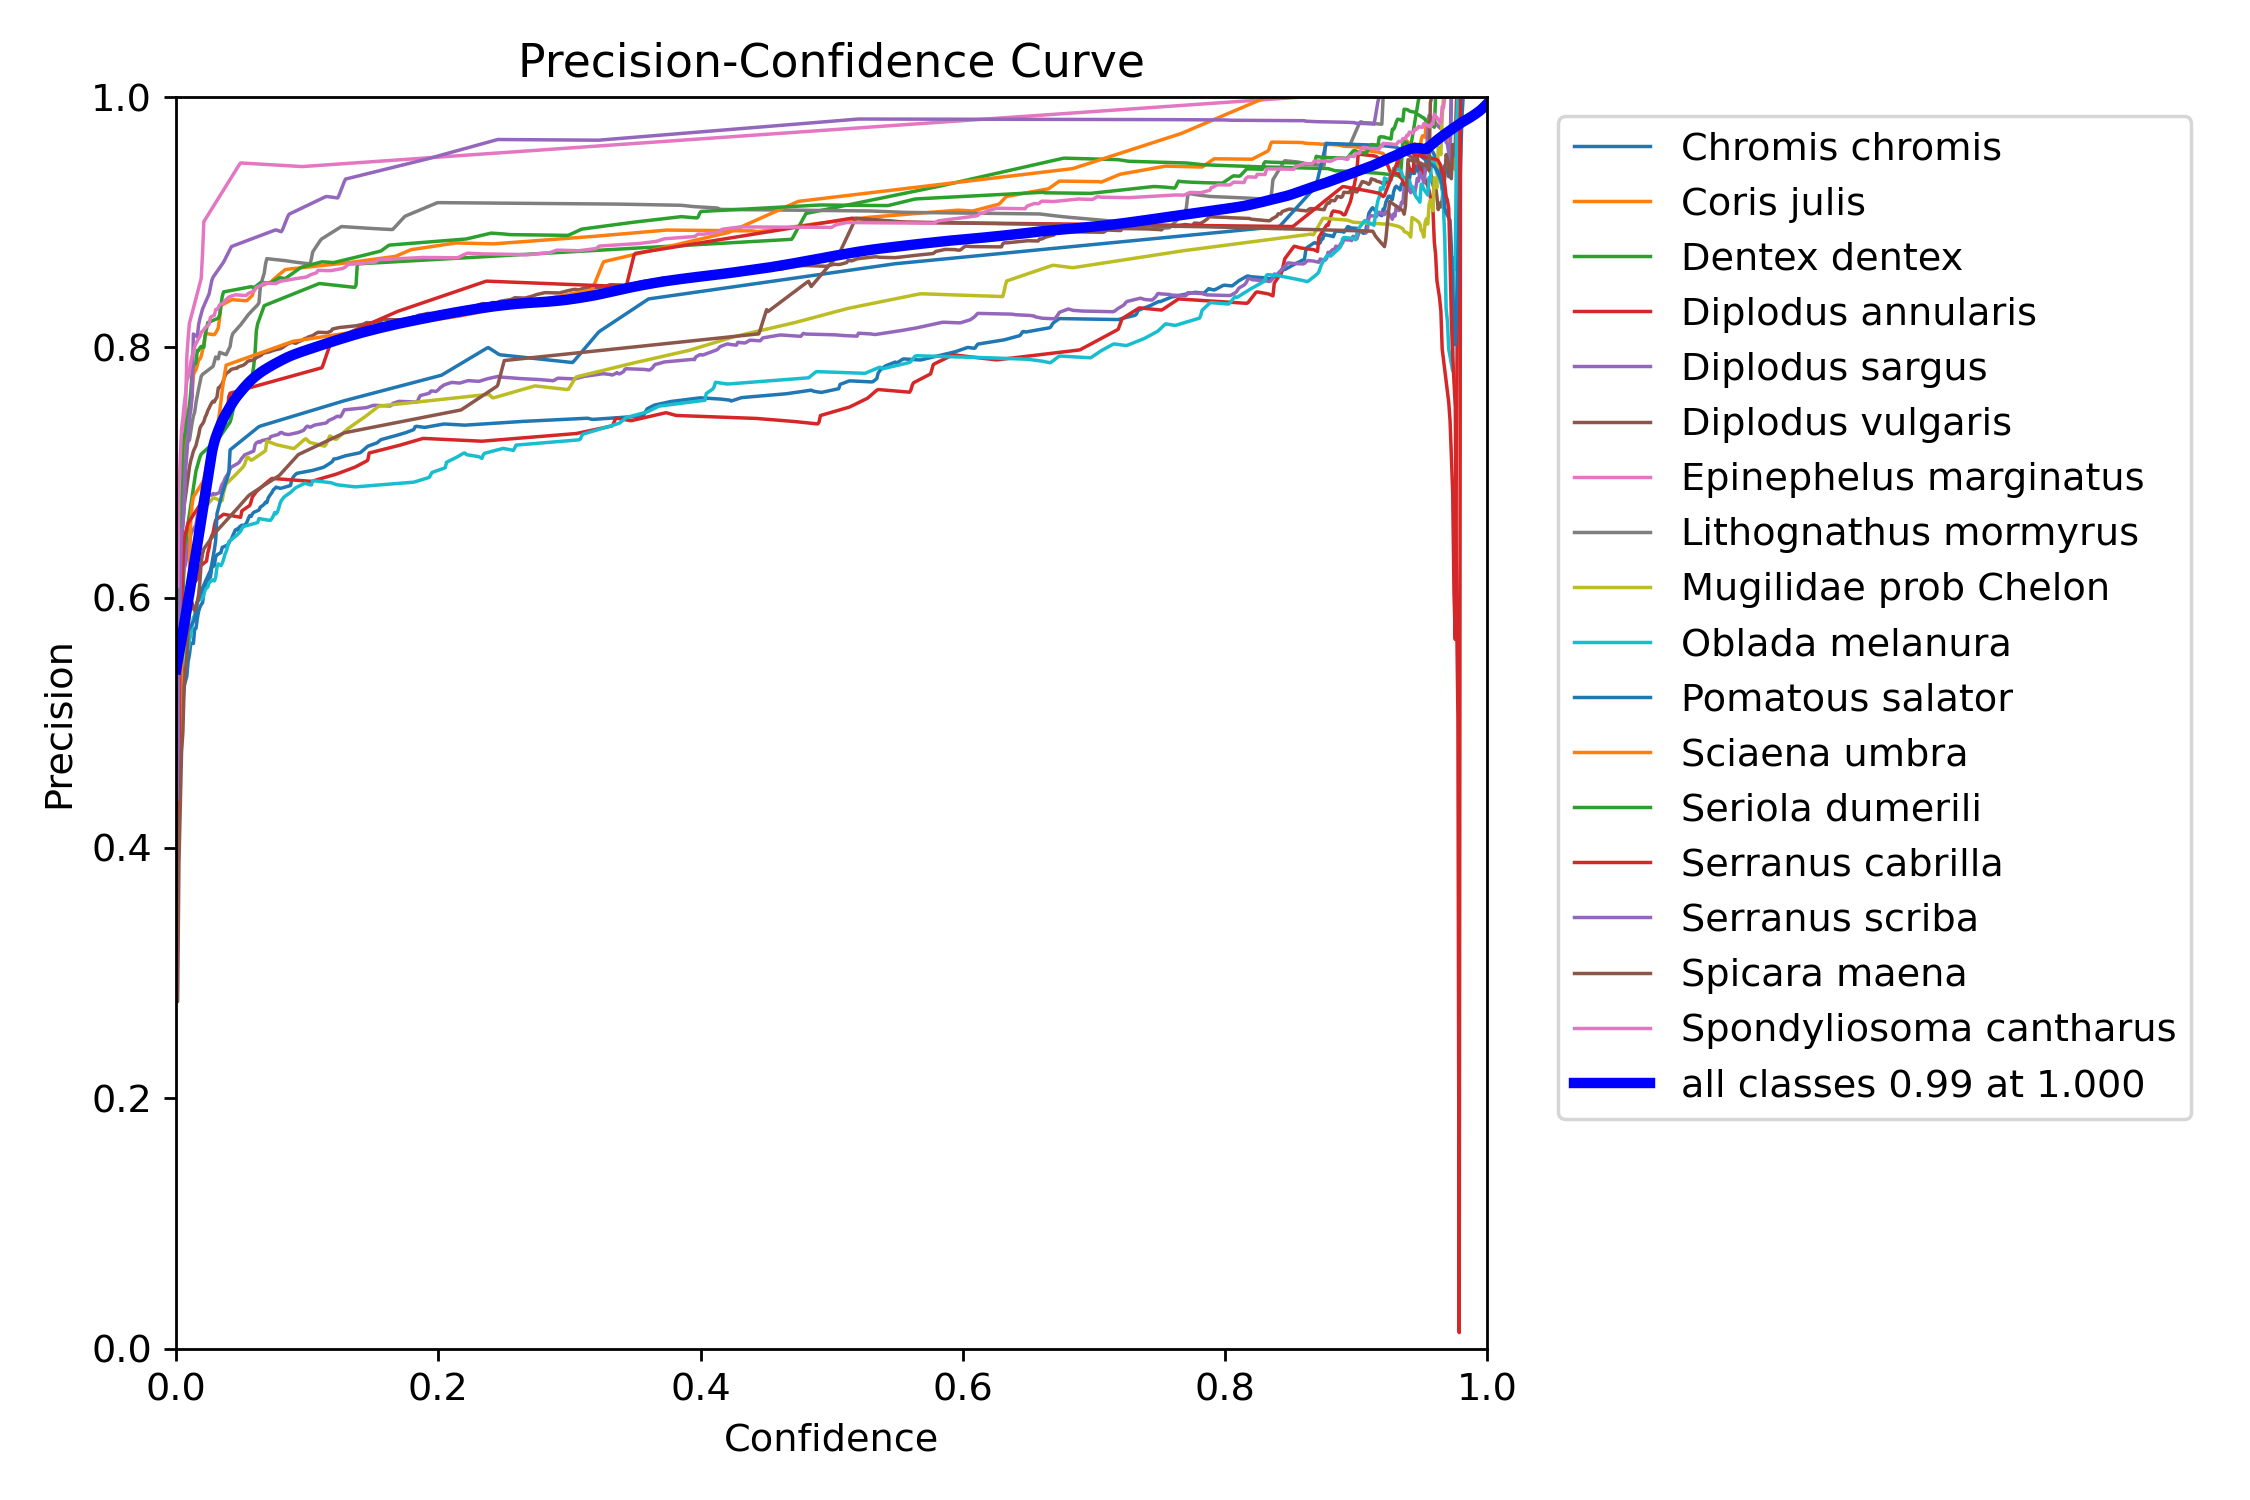 Precision-Confidence Curve
1.0
0.8
0.6
0.4
0.2
0.0
Precision
0.0 0.2 0.4 0.6 0.8 1.0
Confidence
Chromis chromis
Coris julis
Dentex dentex
Diplodus annularis
Diplodus sargus
Diplodus vulgaris
Epinephelus marginatus
Lithognathus mormyrus
Mugilidae prob Chelon
Oblada melanura
Pomatous salator
Sciaena umbra
Seriola dumerili
Serranus cabrilla
Serranus scriba
Spicara maena
Spondyliosoma cantharus
all classes 0.99 at 1.000